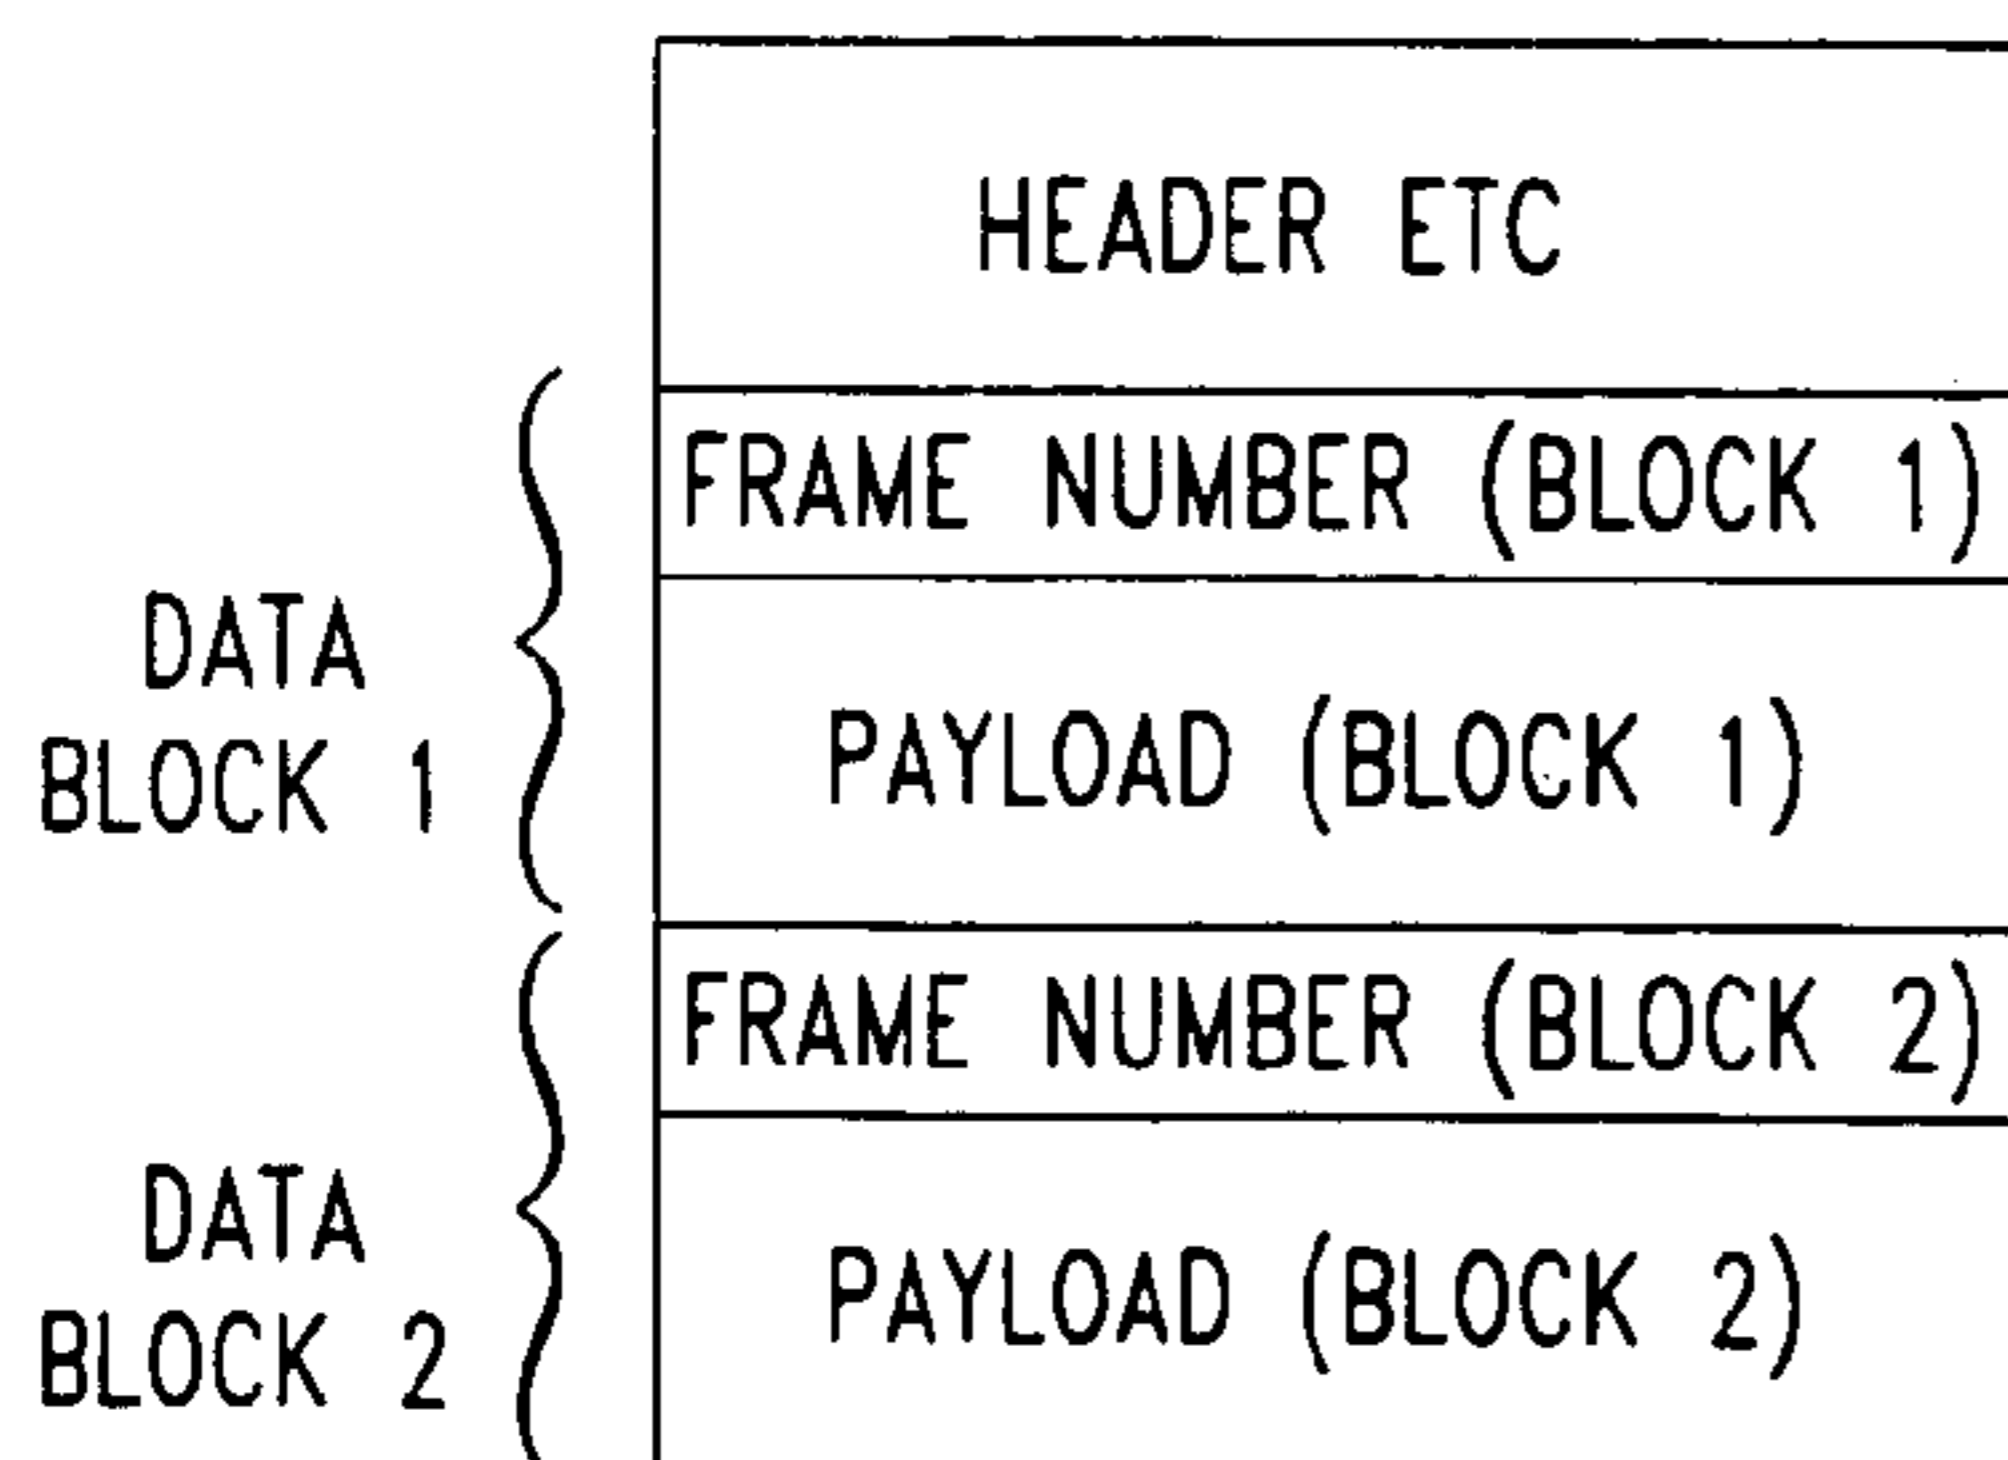 HEADER ETC
FRAME NUMBER (BLOCK 1)
DATA
BLOCK 1
PAYLOAD (BLOCK 1)
FRAME NUMBER (BLOCK 2)
DATA
BLOCK 2
PAYLOAD (BLOCK 2)